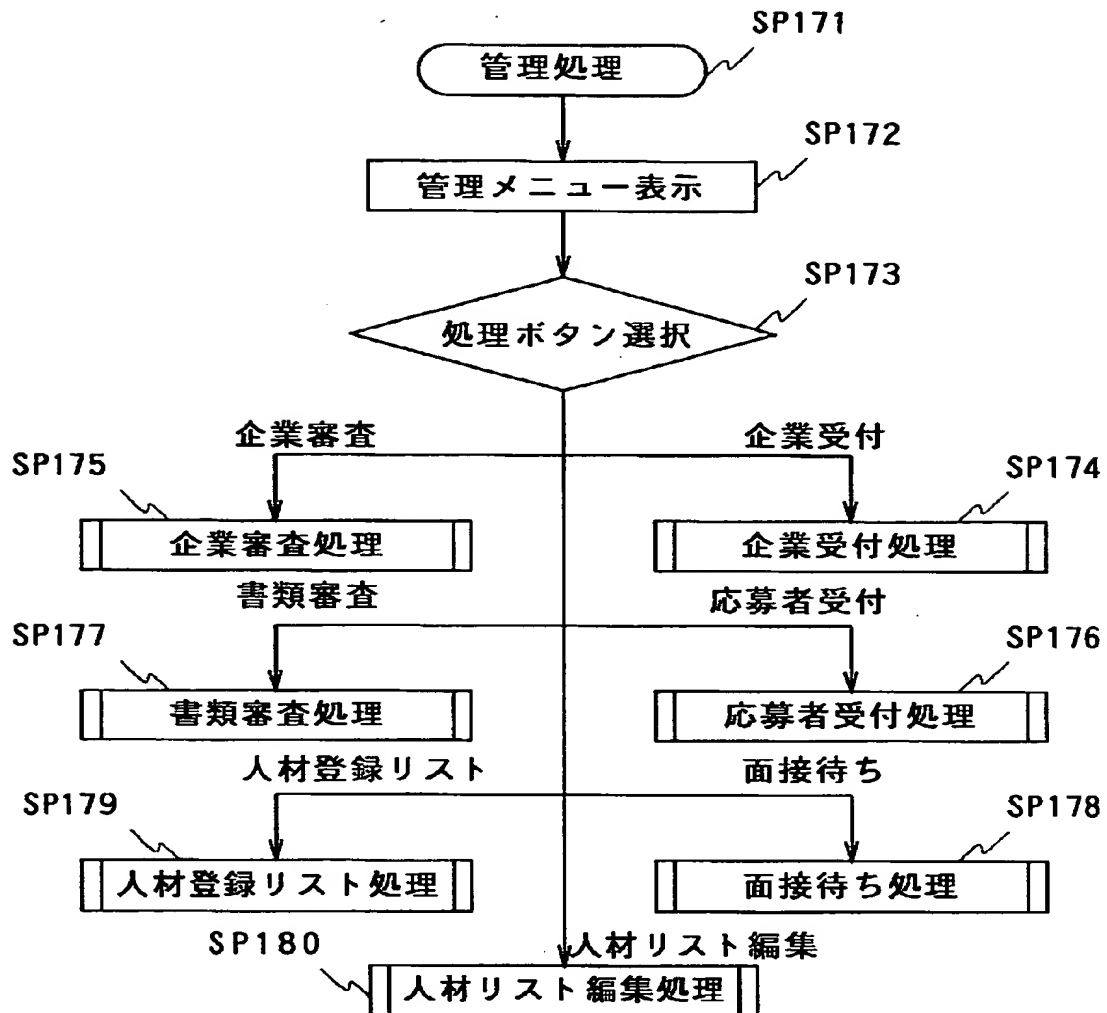 SP171
管理処理
SP172
管理メニュー表示
SP173
処理ボタン選択
企業審査
企業受付
SP175
SP174
企業審査処理
企業受付処理
書類審査
応募者受付
SP177
SP176
書類審査処理
応募者受付処理
人材登録リスト
面接待ち
SP179
SP178
人材登録リスト処理
面接待ち処理
SP180
人材リスト編集
人材リスト編集処理